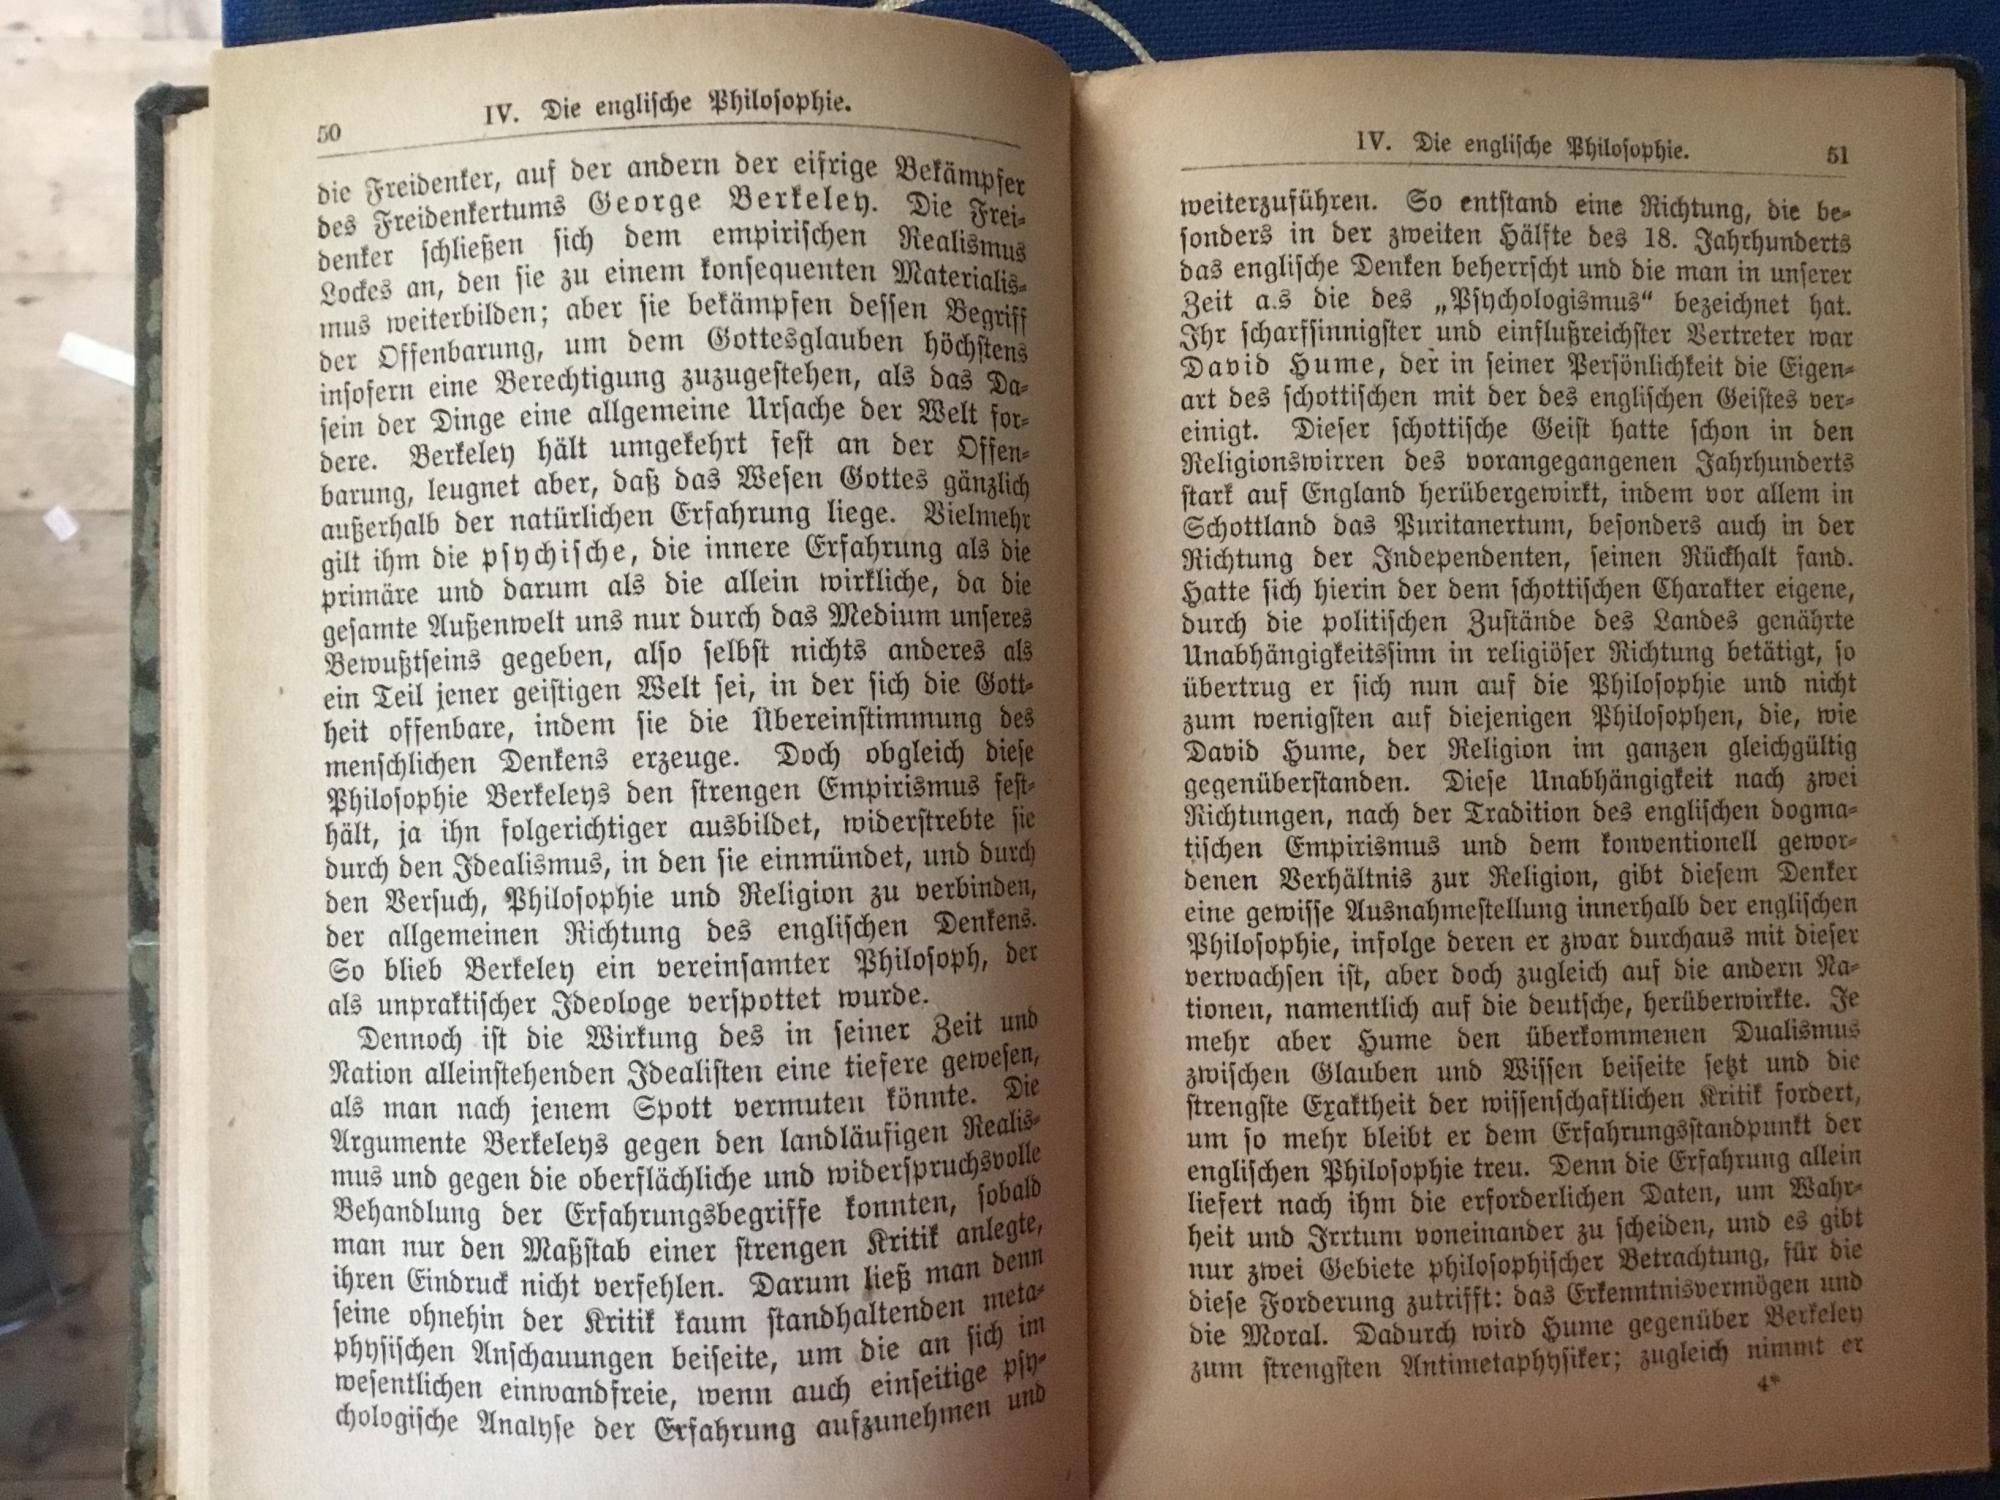 50
IV. Die englische Philosophie.
die Freidenker, auf der andern der eifrige Bekämpfer
des Freidenkertums George Berkeley. Die Frei-
denker schließen sich dem empirischen Realismus
Lockes an, den sie zu einem konsequenten Materialis-
mus weiterbilden; aber sie bekämpfen dessen Begriff
der Offenbarung, um dem Gottesglauben höchstens
insofern eine Berechtigung zuzugestehen, als das Da-
sein der Dinge eine allgemeine Ursache der Welt for-
dere. Berkeley hält umgekehrt fest an der Offen-
barung, leugnet aber, daß das Wesen Gottes gänzlich
außerhalb der natürlichen Erfahrung liege. Vielmehr
gilt ihm die psychische, die innere Erfahrung als die
primäre und darum als die allein wirkliche, da die
gesamte Außenwelt uns nur durch das Medium unseres
Bewußtseins gegeben, also selbst nichts anderes als
ein Teil jener geistigen Welt sei, in der sich die Gott-
heit offenbare, indem sie die Übereinstimmung des
menschlichen Denkens erzeuge. Doch obgleich diese
Philosophie Berkeleys den strengen Empirismus fest-
hält, ja ihn folgerichtiger ausbildet, widerstrebte sie
durch den Idealismus, in den sie einmündet, und durch
den Versuch, Philosophie und Religion zu verbinden,
der allgemeinen Richtung des englischen Denkens.
So blieb Berkeley ein vereinsamter Philosoph, der
als unpraktischer Ideologe verspottet wurde.
Dennoch ist die Wirkung des in seiner Zeit und
Nation alleinstehenden Idealisten eine tiefere gewesen,
als man nach jenem Spott vermuten könnte. Die
Argumente Berkeleys gegen den landläufigen Realis-
mus und gegen die oberflächliche und widerspruchsvolle
Behandlung der Erfahrungsbegriffe konnten, sobald
man nur den Maßstab einer strengen Kritik anlegte,
ihren Eindruck nicht verfehlen. Darum ließ man denn
seine ohnehin der Kritik kaum standhaltenden meta-
physischen Anschauungen beiseite, um die an sich im
wesentlichen einwandfreie, wenn auch einseitige psy-
chologische Analyse der Erfahrung aufzunehmen und
IV. Die englische Philosophie.
51
weiterzuführen. So entstand eine Richtung, die be-
sonders in der zweiten Hälfte des 18. Jahrhunderts
das englische Denken beherrscht und die man in unserer
Zeit a.s die des „Psychologismus“ bezeichnet hat.
Ihr scharfsinnigster und einflußreichster Vertreter war
David Hume, der in seiner Persönlichkeit die Eigen-
art des schottischen mit der des englischen Geistes ver-
einigt. Dieser schottische Geist hatte schon in den
Religionswirren des vorangegangenen Jahrhunderts
stark auf England herübergewirkt, indem vor allem in
Schottland das Puritanertum, besonders auch in der
Richtung der Independenten, seinen Rückhalt fand.
Hatte sich hierin der dem schottischen Charakter eigene,
durch die politischen Zustände des Landes genährte
Unabhängigkeitssinn in religiöser Richtung betätigt, so
übertrug er sich nun auf die Philosophie und nicht
zum wenigsten auf diejenigen Philosophen, die, wie
David Hume, der Religion im ganzen gleichgültig
gegenüberstanden. Diese Unabhängigkeit nach zwei
Richtungen, nach der Tradition des englischen dogma-
tischen Empirismus und dem konventionell gewor-
denen Verhältnis zur Religion, gibt diesem Denker
eine gewisse Ausnahmestellung innerhalb der englischen
Philosophie, infolge deren er zwar durchaus mit dieser
verwachsen ist, aber doch zugleich auf die andern Na-
tionen, namentlich auf die deutsche, herüberwirkte. Je
mehr aber Hume den überkommenen Dualismus
zwischen Glauben und Wissen beiseite setzt und die
strengste Exaktheit der wissenschaftlichen Kritik fordert,
um so mehr bleibt er dem Erfahrungsstandpunkt der
englischen Philosophie treu. Denn die Erfahrung allein
liefert nach ihm die erforderlichen Daten, um Wahr-
heit und Irrtum voneinander zu scheiden, und es gibt
nur zwei Gebiete philosophischer Betrachtung, für die
diese Forderung zutrifft: das Erkenntnisvermögen und
die Moral. Dadurch wird Hume gegenüber Berkeley
zum strengsten Antimetaphysiker; zugleich nimmt er
4*